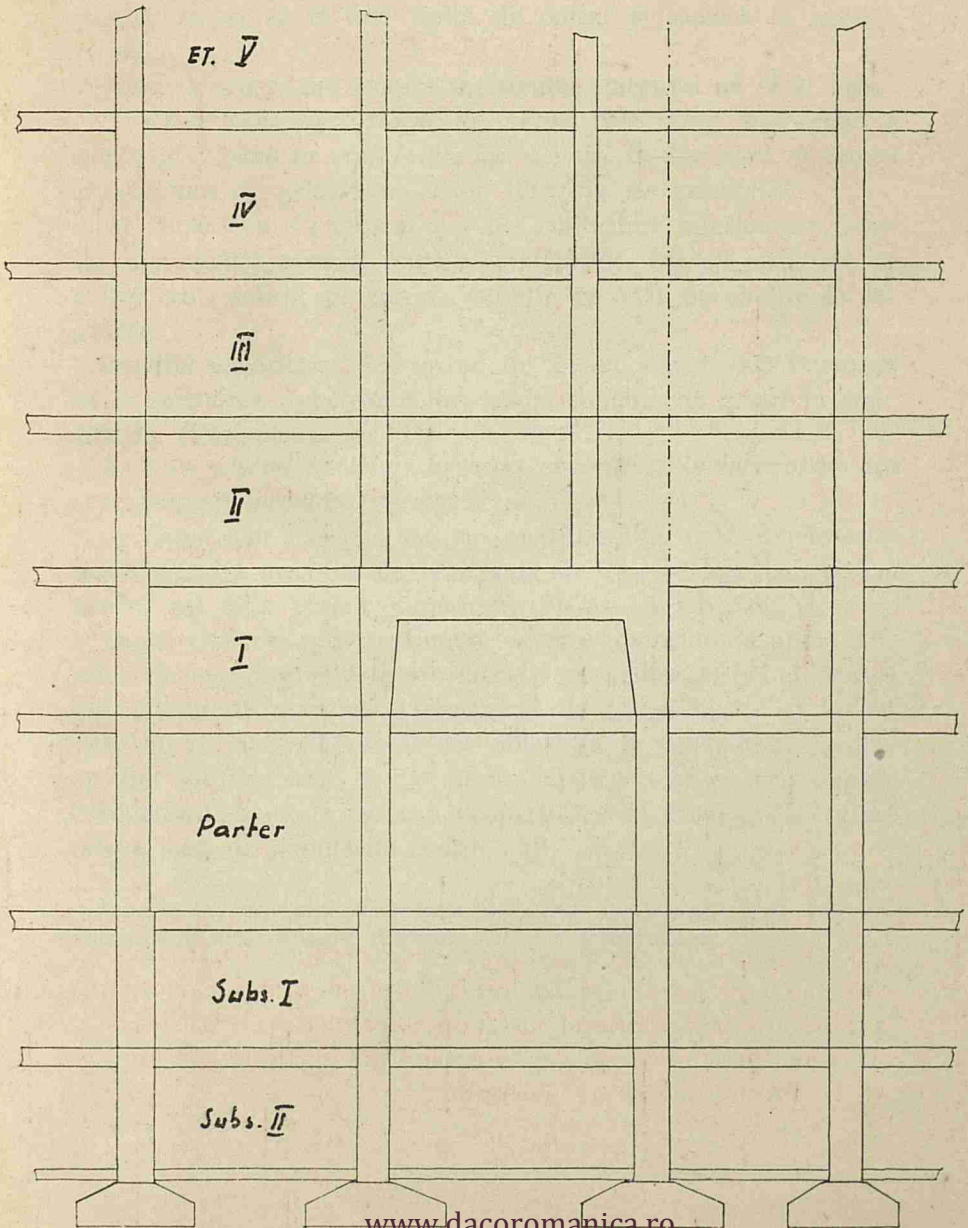 ET. V
IV
III
II
I
Parter
Subs. I
Subs. II
www.dacoromanica.ro